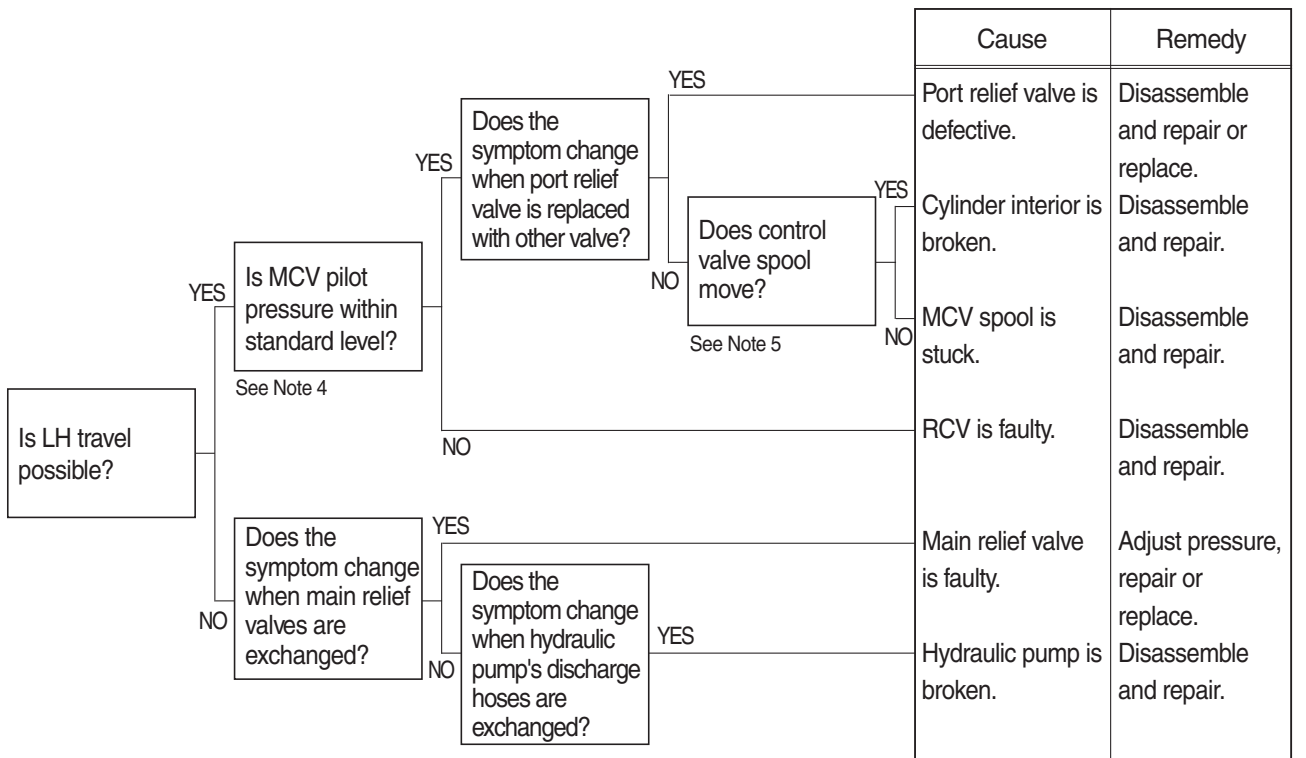 Is LH travel
possible?
YES
NO
Is MCV pilot
pressure within
standard level?
See Note 4
YES
NO
Does the
symptom change
when port relief
valve is replaced
with other valve?
YES
NO
Does control
valve spool
move?
See Note 5
YES
NO
Does the
symptom change
when main relief
valves are
exchanged?
YES
NO
Does the
symptom change
when hydraulic
pump's discharge
hoses are
exchanged?
YES
Cause
Remedy
Port relief valve is
defective.
Disassemble
and repair or
replace.
Cylinder interior is
broken.
Disassemble
and repair.
MCV spool is
stuck.
Disassemble
and repair.
RCV is faulty.
Disassemble
and repair.
Main relief valve
is faulty.
Adjust pressure,
repair or
replace.
Hydraulic pump is
broken.
Disassemble
and repair.